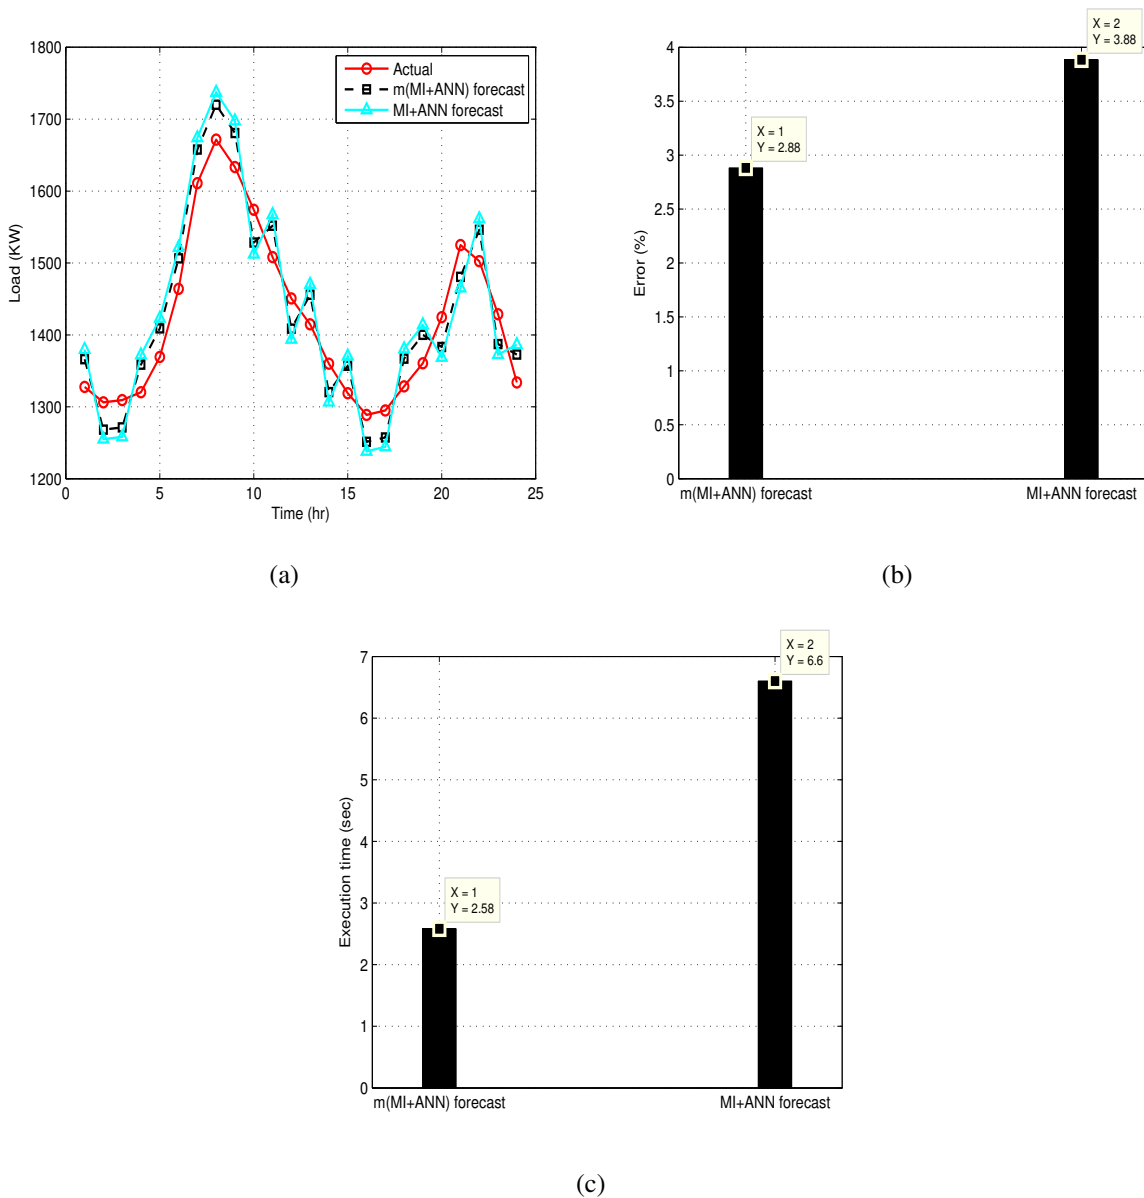 1800
1700
1600
1500
1400
1300
1200
0
5
10
15
20
25
Load (KW)
Time (hr)
Actual
m(MI+ANN) forecast
MI+ANN forecast
(a)
4
3.5
3
2.5
2
1.5
1
0.5
0
Error (%)
X = 1
Y = 2.88
X = 2
Y = 3.88
m(MI+ANN) forecast
MI+ANN forecast
(b)
7
6
5
4
3
2
1
0
Execution time (sec)
X = 1
Y = 2.58
X = 2
Y = 6.6
m(MI+ANN) forecast
MI+ANN forecast
(c)